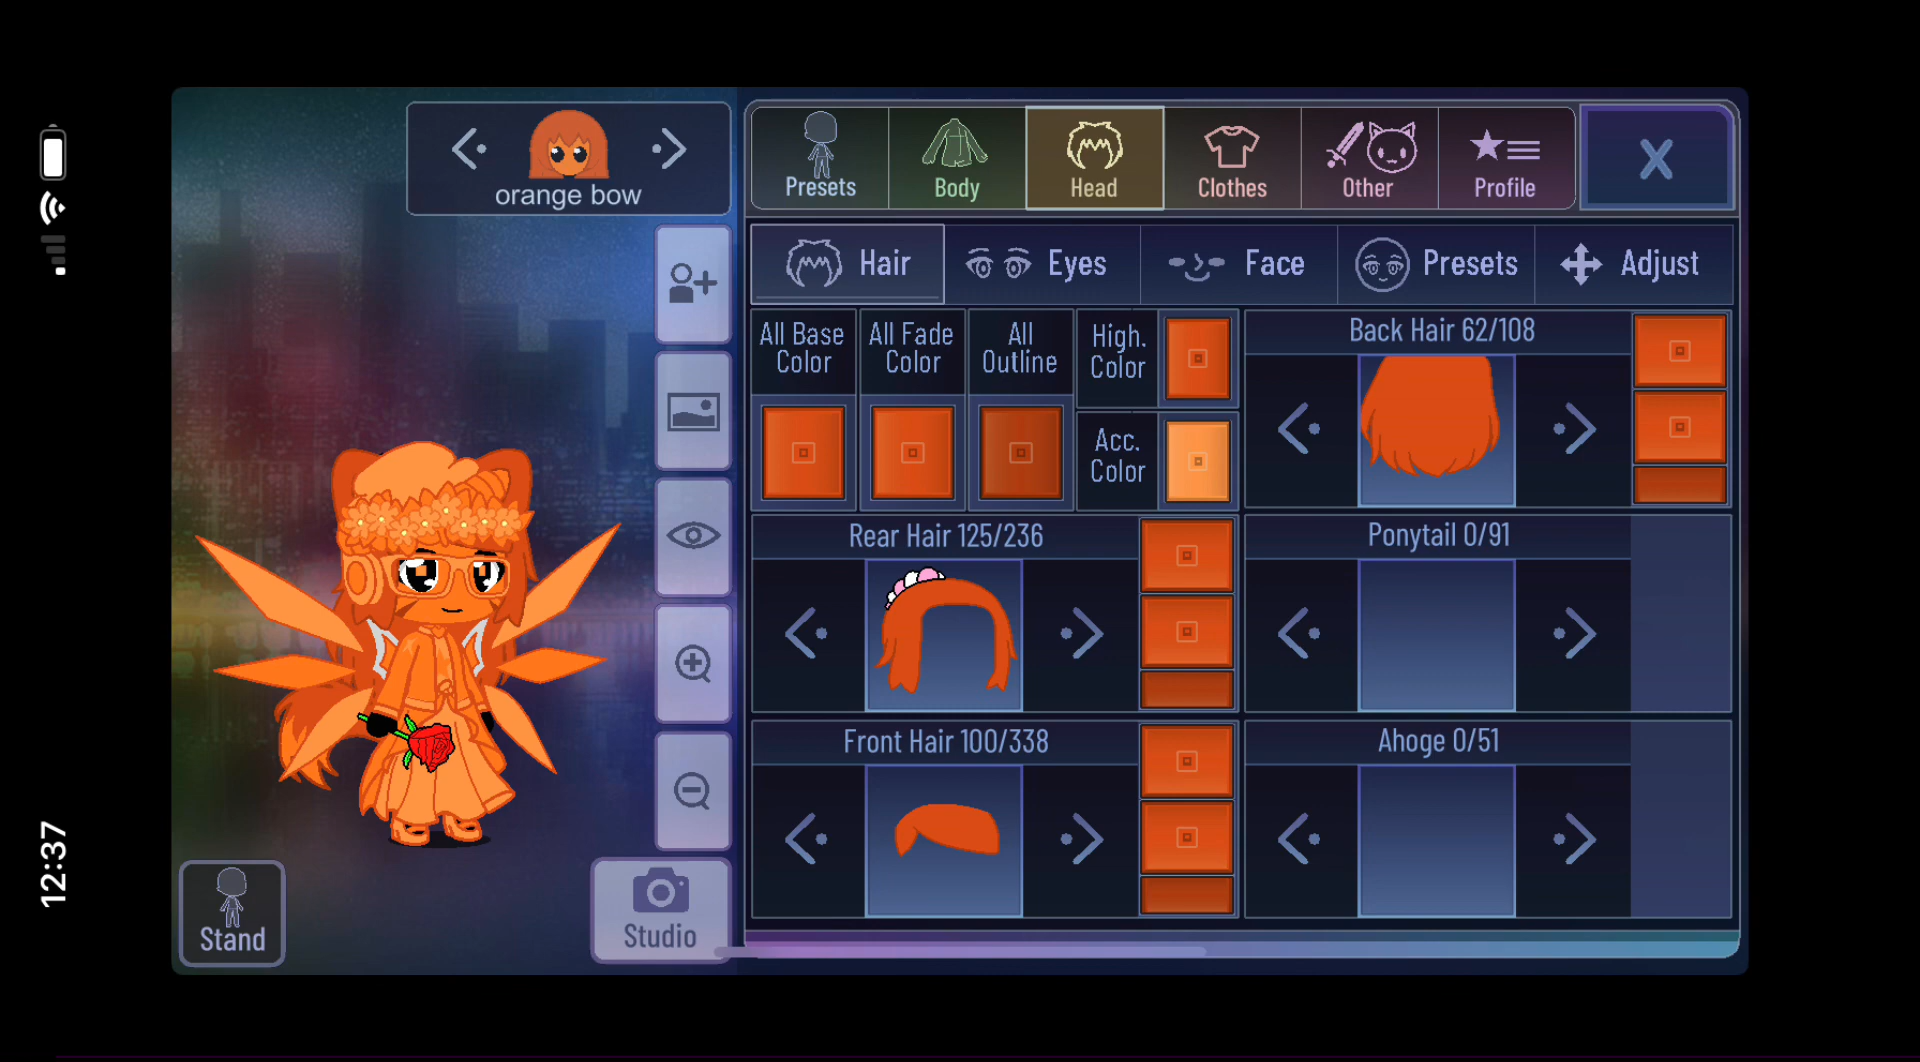 12:37
orange bow
Presets
Body
Head
Clothes
Other
Profile
X
Hair
Eyes
Face
Presets
Adjust
All Base
Color
All Fade
Color
All
Outline
High.
Color
Acc.
Color
Back Hair 62/108
Rear Hair 125/236
Ponytail 0/91
Front Hair 100/338
Ahoge 0/51
Stand
Studio